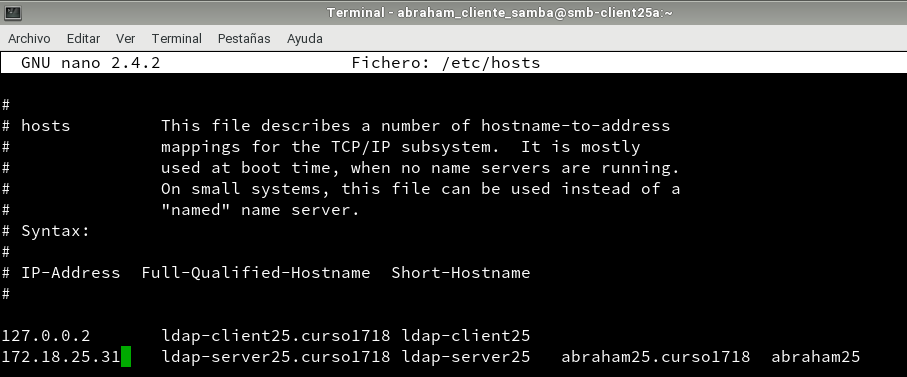 Terminal - abraham_cliente_samba@smb-client25a:~
Archivo Editar Ver Terminal Pestañas Ayuda
GNU nano 2.4.2 Fichero: /etc/hosts
#
# hosts This file describes a number of hostname-to-address
# mappings for the TCP/IP subsystem. It is mostly
# used at boot time, when no name servers are running.
# On small systems, this file can be used instead of a
# "named" name server.
# Syntax:
#
# IP-Address Full-Qualified-Hostname Short-Hostname
#
127.0.0.2 ldap-client25.curso1718 ldap-client25
172.18.25.31 ldap-server25.curso1718 ldap-server25 abraham25.curso1718 abraham25